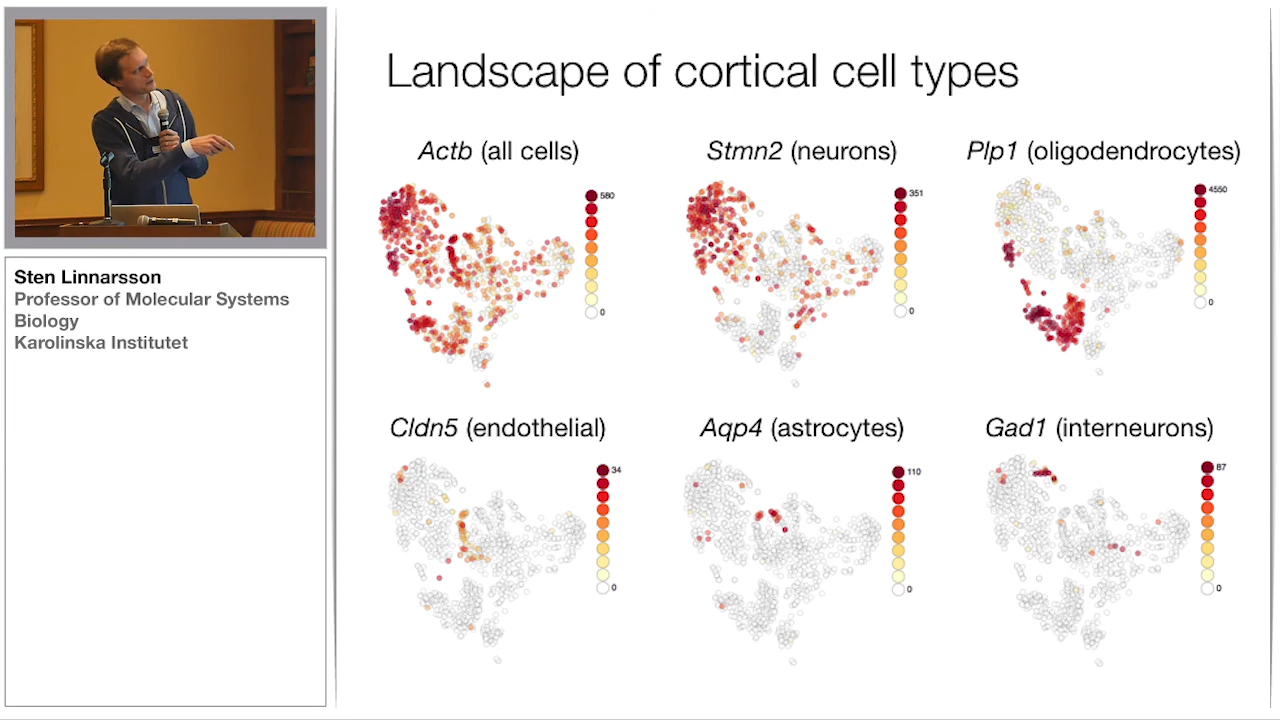 Sten Linnarsson
Professor of Molecular Systems
Biology
Karolinska Institutet
Landscape of cortical cell types
Actb (all cells)
580
0
Stmn2 (neurons)
351
0
Plp1 (oligodendrocytes)
4550
0
Cldn5 (endothelial)
34
0
Aqp4 (astrocytes)
110
0
Gad1 (interneurons)
87
0